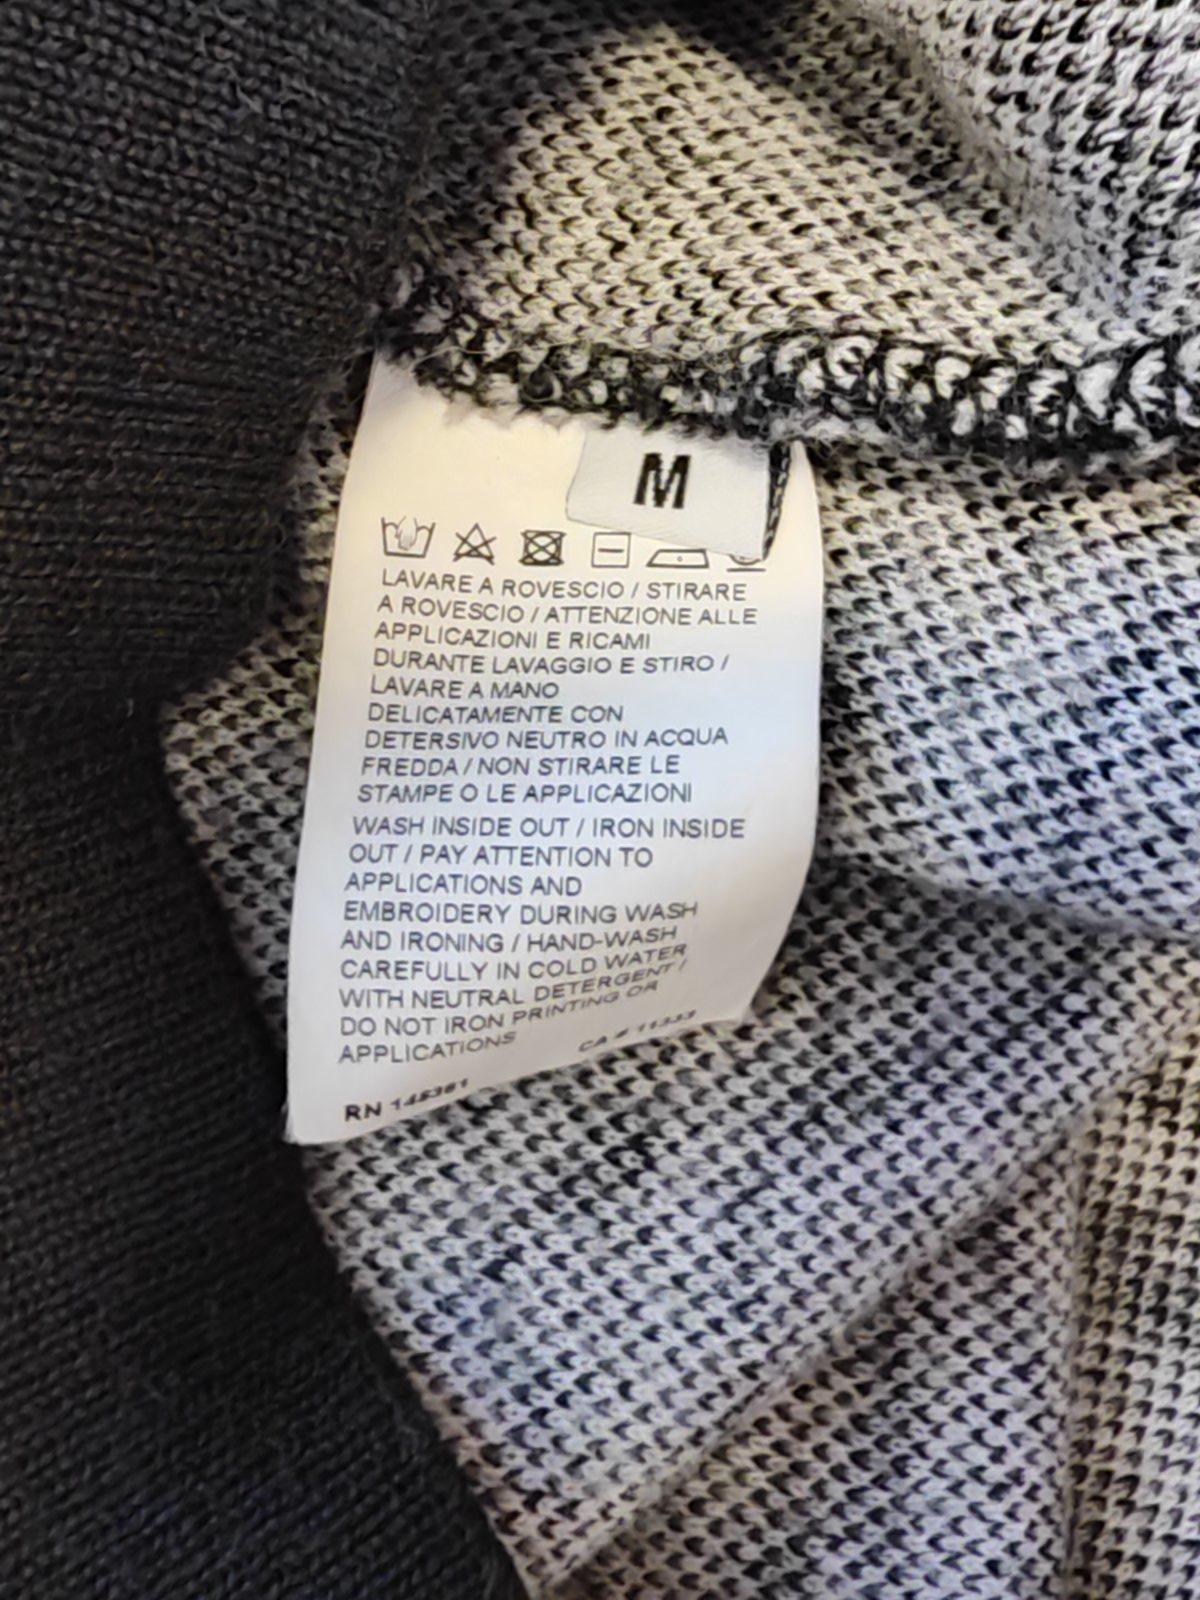 M
LAVARE A ROVESCIO / STIRARE
A ROVESCIO / ATTENZIONE ALLE
APPLICAZIONI E RICAMI
DURANTE LAVAGGIO E STIRO /
LAVARE A MANO
DELICATAMENTE CON
DETERSIVO NEUTRO IN ACQUA
FREDDA / NON STIRARE LE
STAMPE O LE APPLICAZIONI
WASH INSIDE OUT / IRON INSIDE
OUT / PAY ATTENTION TO
APPLICATIONS AND
EMBROIDERY DURING WASH
AND IRONING / HAND-WASH
CAREFULLY IN COLD WATER
WITH NEUTRAL DETERGENT /
DO NOT IRON PRINTING OR
APPLICATIONS
CA # 11333
RN